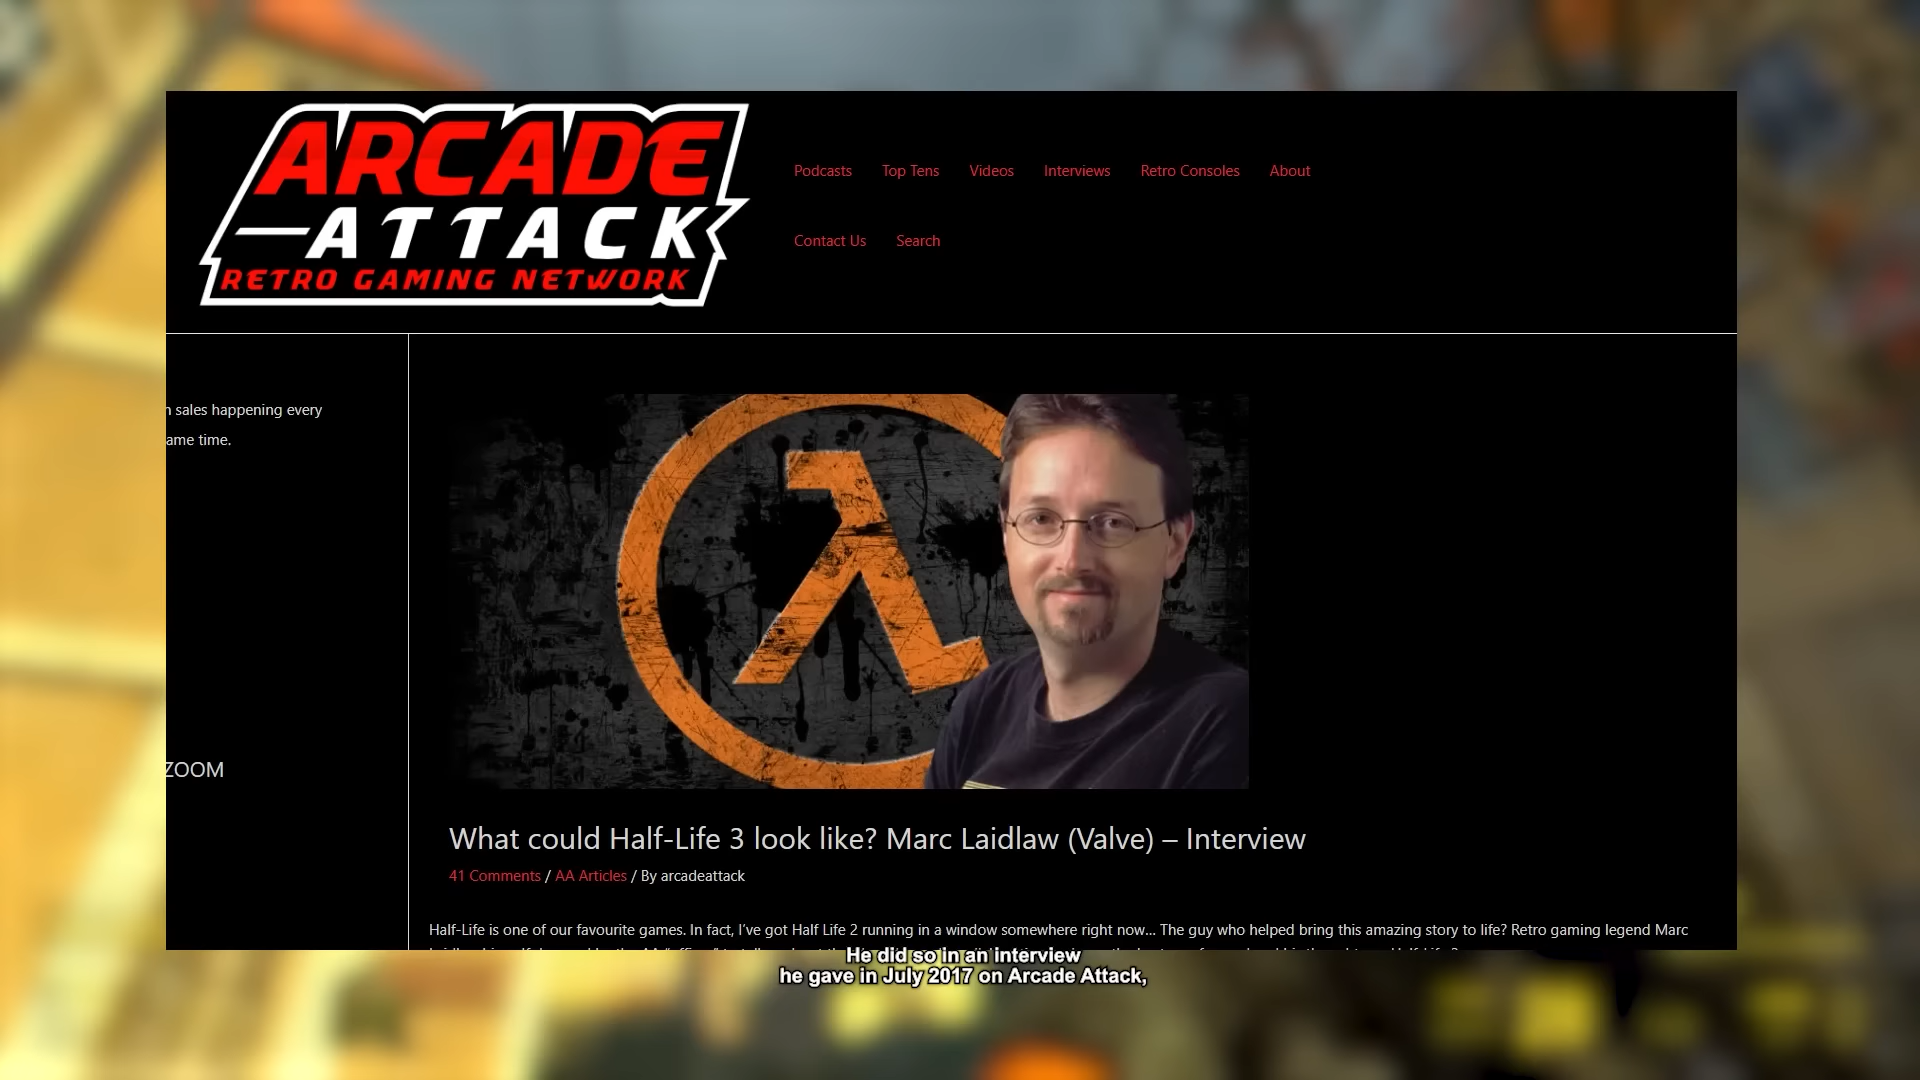 ARCADE
ATTACK
RETRO GAMING NETWORK
Podcasts Top Tens Videos Interviews Retro Consoles About
Contact Us Search
sales happening every
ame time.
ZOOM
What could Half-Life 3 look like? Marc Laidlaw (Valve) – Interview
41 Comments / AA Articles / By arcadeattack
Half-Life is one of our favourite games. In fact, I've got Half Life 2 running in a window somewhere right now... The guy who helped bring this amazing story to life? Retro gaming legend Marc
He did so in an interview
he gave in July 2017 on Arcade Attack,